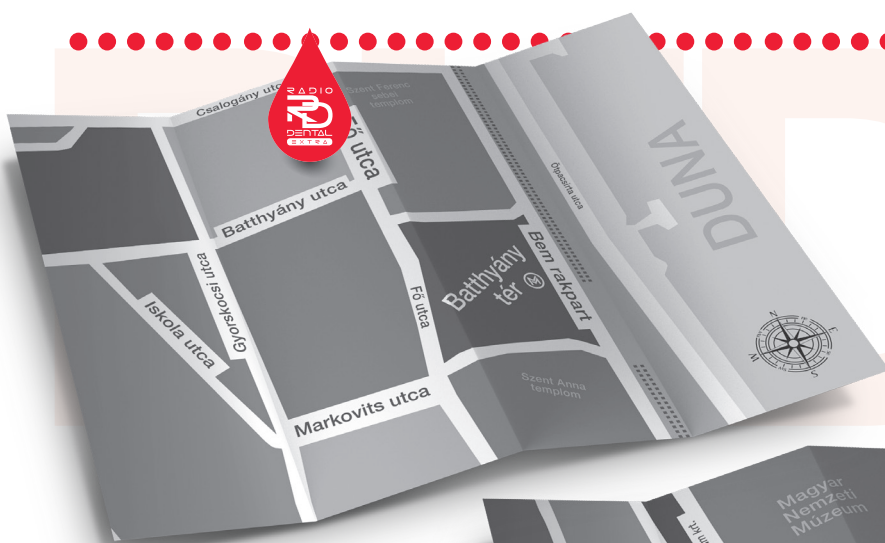 Csalogány utca
RADIO
RD
DENTAL
EXTRA
Szent Ferenc
sebei
templom
Fő utca
Batthyány utca
Gyorskocsi utca
Iskola utca
Fő utca
Batthyány
tér
M
Bem rakpart
Ötpacsirta utca
DUNA
N
E
S
W
Markovits utca
Szent Anna
templom
Magyar
Nemzeti
Múzeum